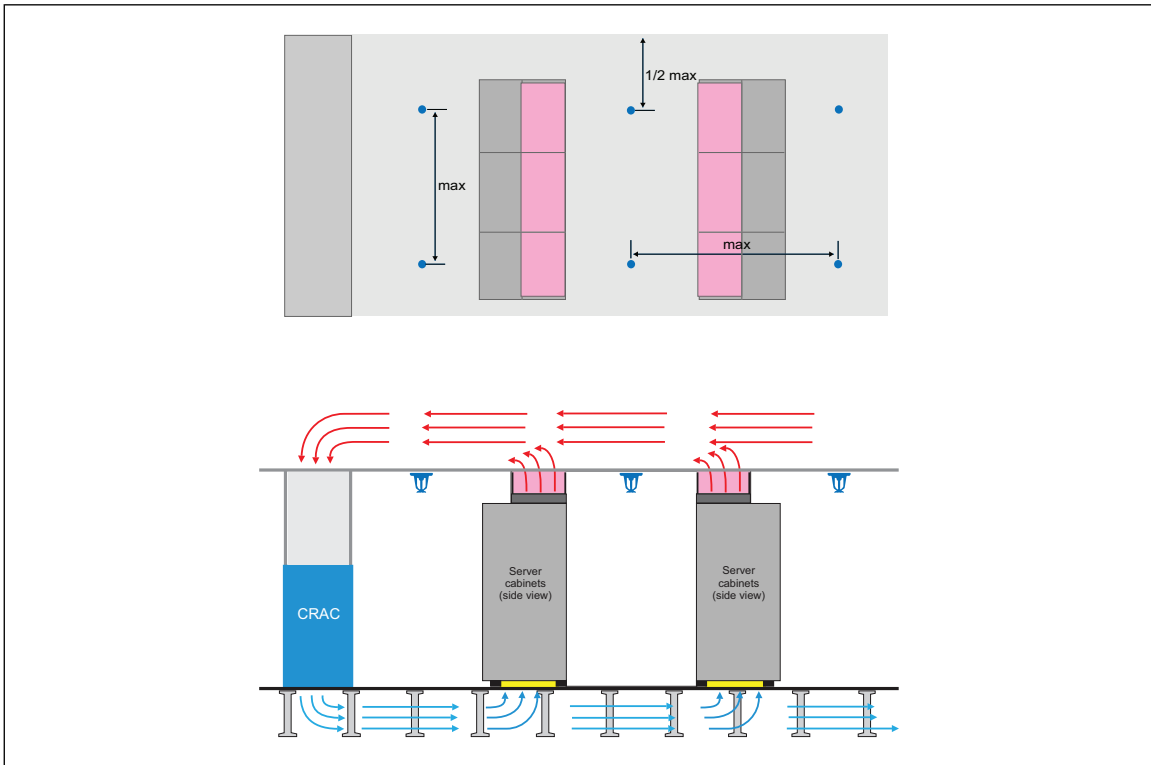 1/2 max
max
max
Server
cabinets
(side view)
Server
cabinets
(side view)
CRAC